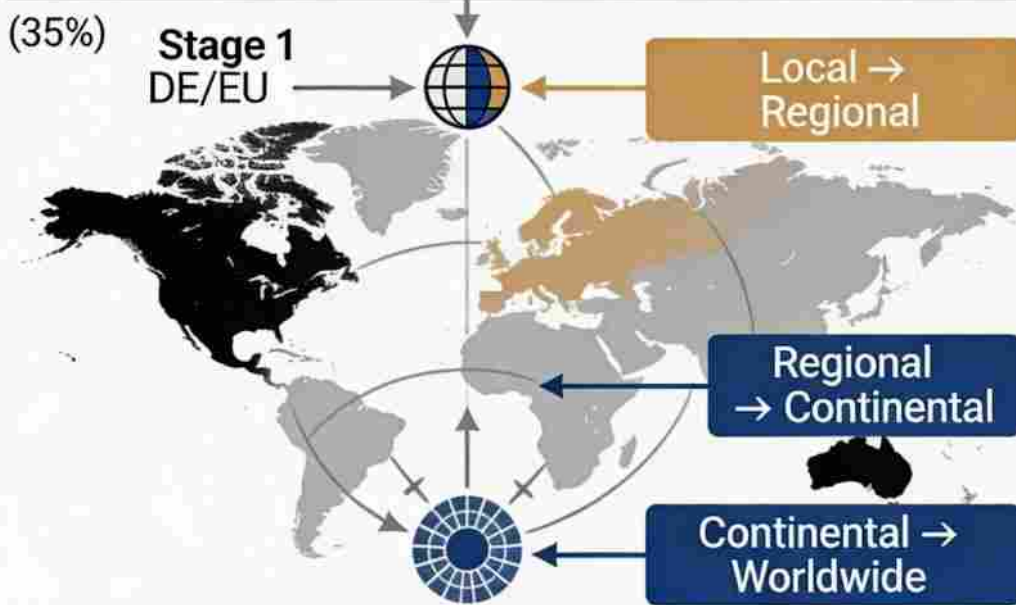 (35%)
Stage 1
DE/EU
Local →
Regional
Regional
→ Continental
Continental →
Worldwide